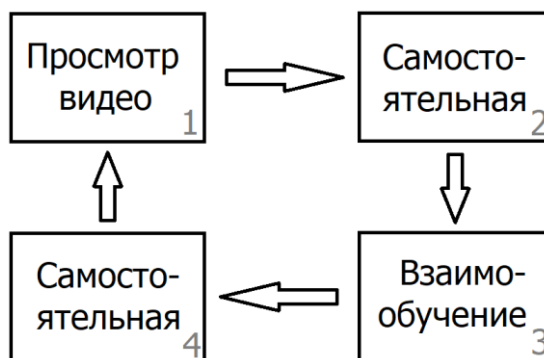 Просмотр
видео
1
Самосто-
ятельная
2
Взаимо-
обучение
3
Самосто-
ятельная
4